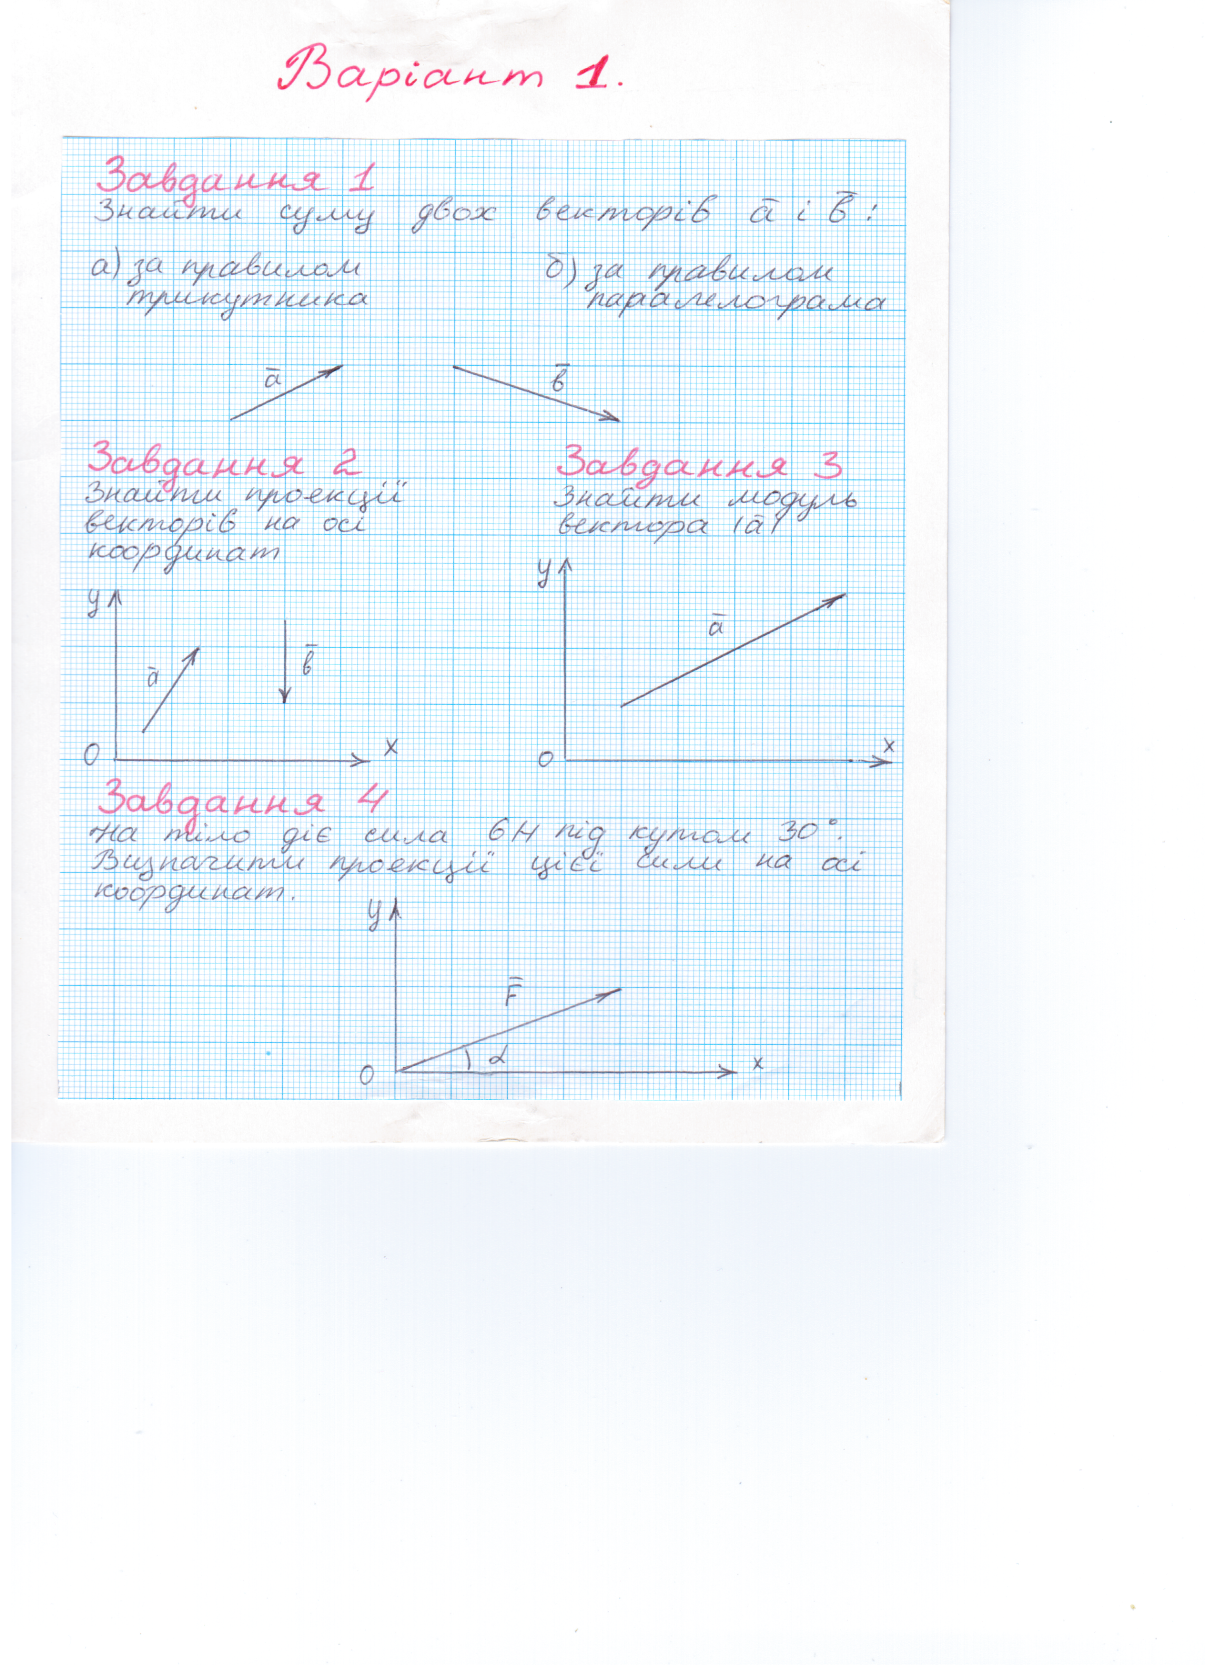 Варіант 1.
Завдання 1
Знайти суму двох векторів a̅ і b̅:
а) за правилом трикутника
б) за правилом паралелограма
a̅
b̅
Завдання 2
Знайти проекції
векторів на осі
координат
y
a̅
b̅
0
x
Завдання 3
Знайти модуль
вектора |a̅|
y
a̅
0
x
Завдання 4
На тіло діє сила 6Н під кутом 30°.
Визначити проекції цієї сили на осі
координат.
y
F̅
α
0
x